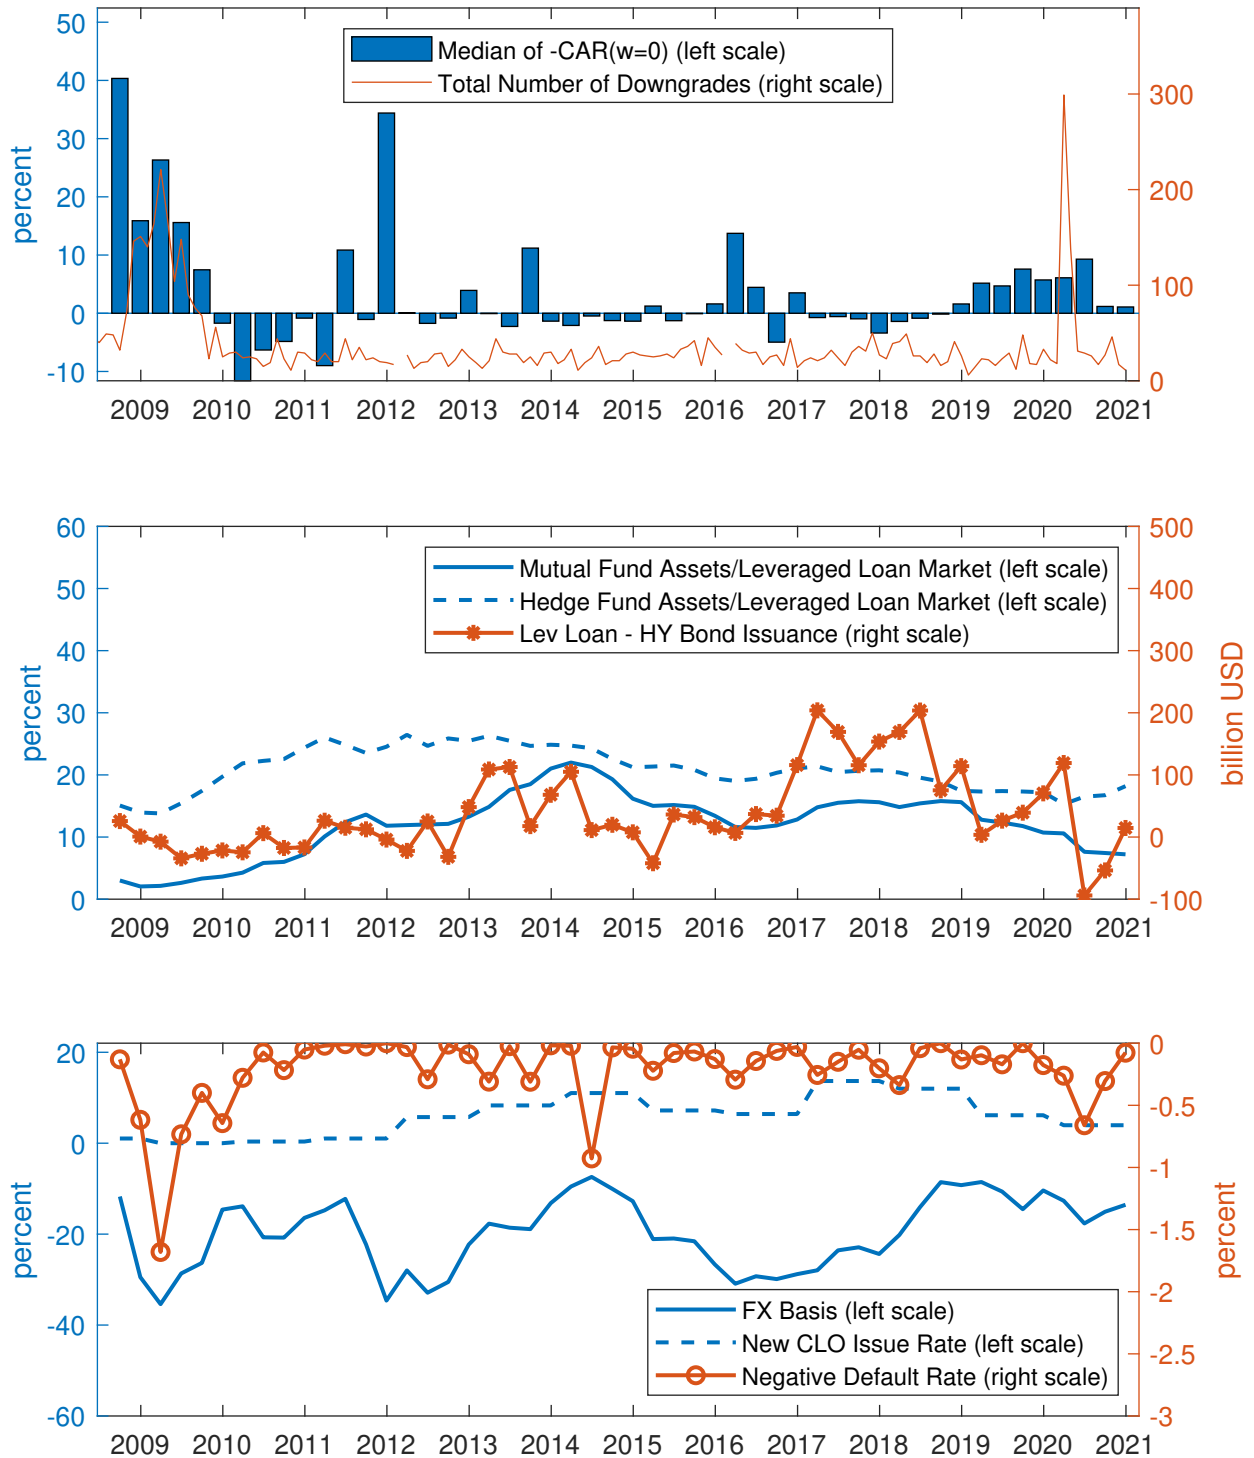 50
40
30
20
10
0
-10
percent
Median of -CAR(w=0) (left scale)
Total Number of Downgrades (right scale)
300
200
100
0
2009 2010 2011 2012 2013 2014 2015 2016 2017 2018 2019 2020 2021
60
50
40
30
20
10
0
percent
Mutual Fund Assets/Leveraged Loan Market (left scale)
Hedge Fund Assets/Leveraged Loan Market (left scale)
Lev Loan - HY Bond Issuance (right scale)
500
400
300
200
100
0
-100
billion USD
2009 2010 2011 2012 2013 2014 2015 2016 2017 2018 2019 2020 2021
20
0
-20
-40
-60
percent
FX Basis (left scale)
New CLO Issue Rate (left scale)
Negative Default Rate (right scale)
0
-0.5
-1
-1.5
-2
-2.5
-3
percent
2009 2010 2011 2012 2013 2014 2015 2016 2017 2018 2019 2020 2021